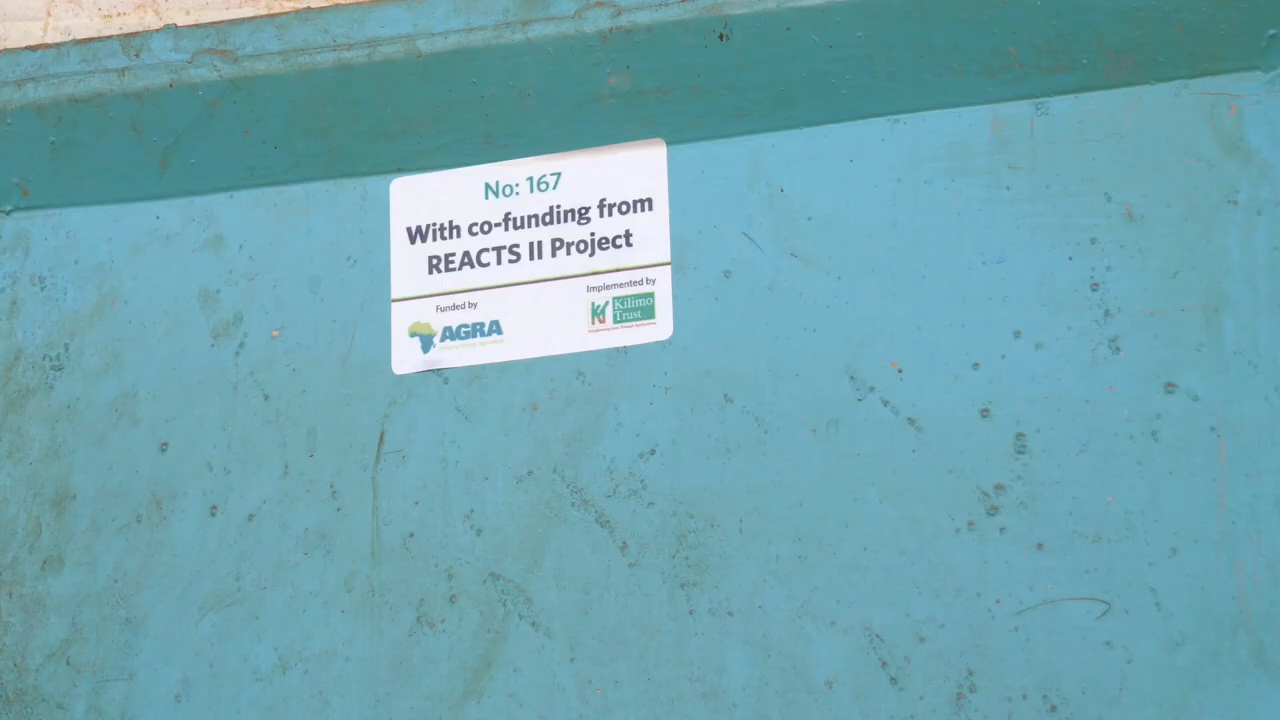 No: 167
With co-funding from
REACTS II Project
Funded by
AGRA
Implemented by
Kilimo
Trust